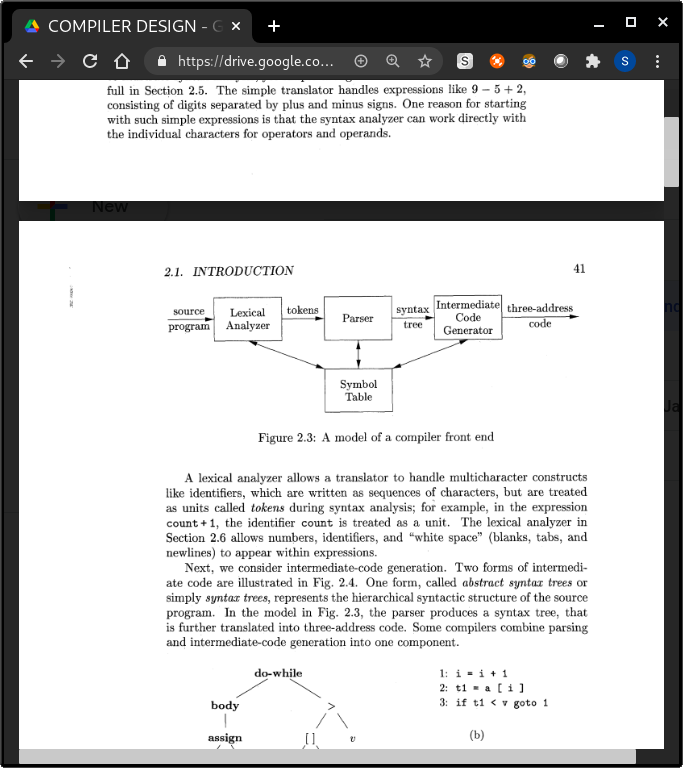 COMPILER DESIGN - G
https://drive.google.co...
S
S
full in Section 2.5. The simple translator handles expressions like 9 − 5 + 2,
consisting of digits separated by plus and minus signs. One reason for starting
with such simple expressions is that the syntax analyzer can work directly with
the individual characters for operators and operands.
New
2.1. INTRODUCTION 41
source program
Lexical Analyzer
tokens
Parser
syntax tree
Intermediate Code Generator
three-address code
Symbol Table
Figure 2.3: A model of a compiler front end
A lexical analyzer allows a translator to handle multicharacter constructs
like identifiers, which are written as sequences of characters, but are treated
as units called tokens during syntax analysis; for example, in the expression
count + 1, the identifier count is treated as a unit. The lexical analyzer in
Section 2.6 allows numbers, identifiers, and “white space” (blanks, tabs, and
newlines) to appear within expressions.
Next, we consider intermediate-code generation. Two forms of intermedi-
ate code are illustrated in Fig. 2.4. One form, called abstract syntax trees or
simply syntax trees, represents the hierarchical syntactic structure of the source
program. In the model in Fig. 2.3, the parser produces a syntax tree, that
is further translated into three-address code. Some compilers combine parsing
and intermediate-code generation into one component.
do-while
body >
assign [ ] v
1: i = i + 1
2: t1 = a [ i ]
3: if t1 < v goto 1
(b)